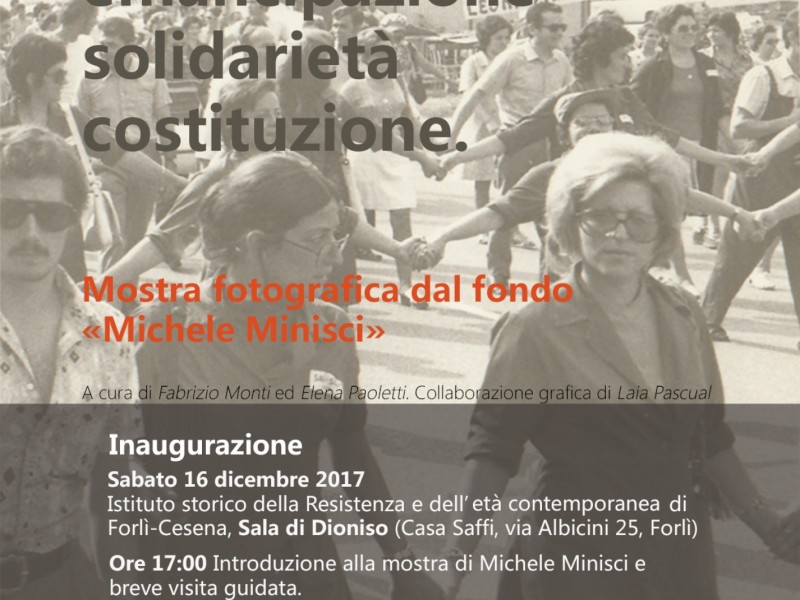 emancipazione
solidarietà
costituzione.
Mostra fotografica dal fondo
«Michele Minisci»
A cura di Fabrizio Monti ed Elena Paoletti. Collaborazione grafica di Laia Pascual
Inaugurazione
Sabato 16 dicembre 2017
Istituto storico della Resistenza e dell'età contemporanea di
Forlì-Cesena, Sala di Dioniso (Casa Saffi, via Albicini 25, Forlì)
Ore 17:00 Introduzione alla mostra di Michele Minisci e
breve visita guidata.